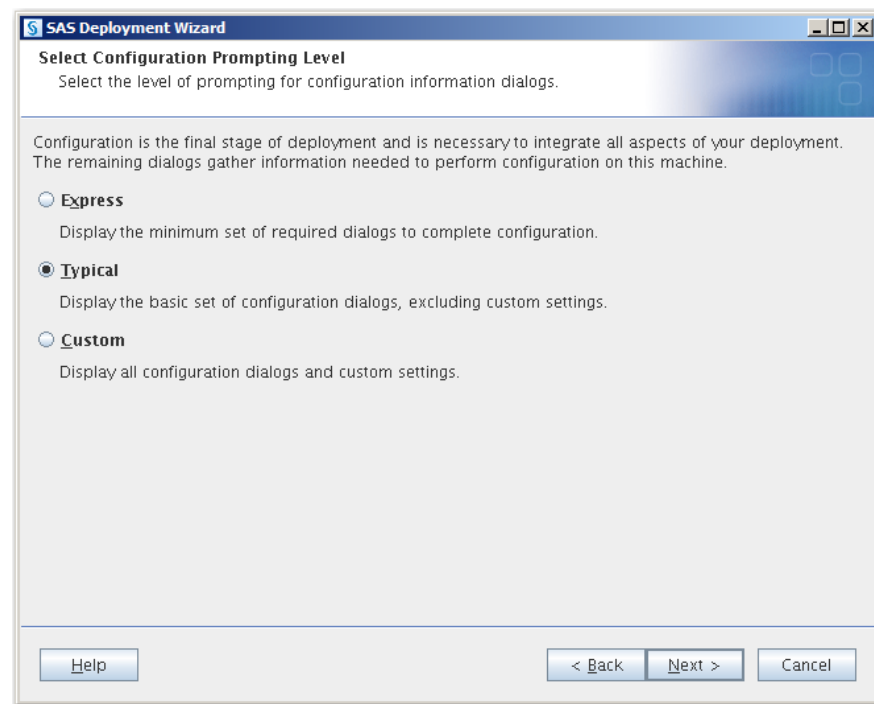 SAS Deployment Wizard
Select Configuration Prompting Level
Select the level of prompting for configuration information dialogs.
Configuration is the final stage of deployment and is necessary to integrate all aspects of your deployment.
The remaining dialogs gather information needed to perform configuration on this machine.
Express
Display the minimum set of required dialogs to complete configuration.
Typical
Display the basic set of configuration dialogs, excluding custom settings.
Custom
Display all configuration dialogs and custom settings.
Help
< Back
Next >
Cancel